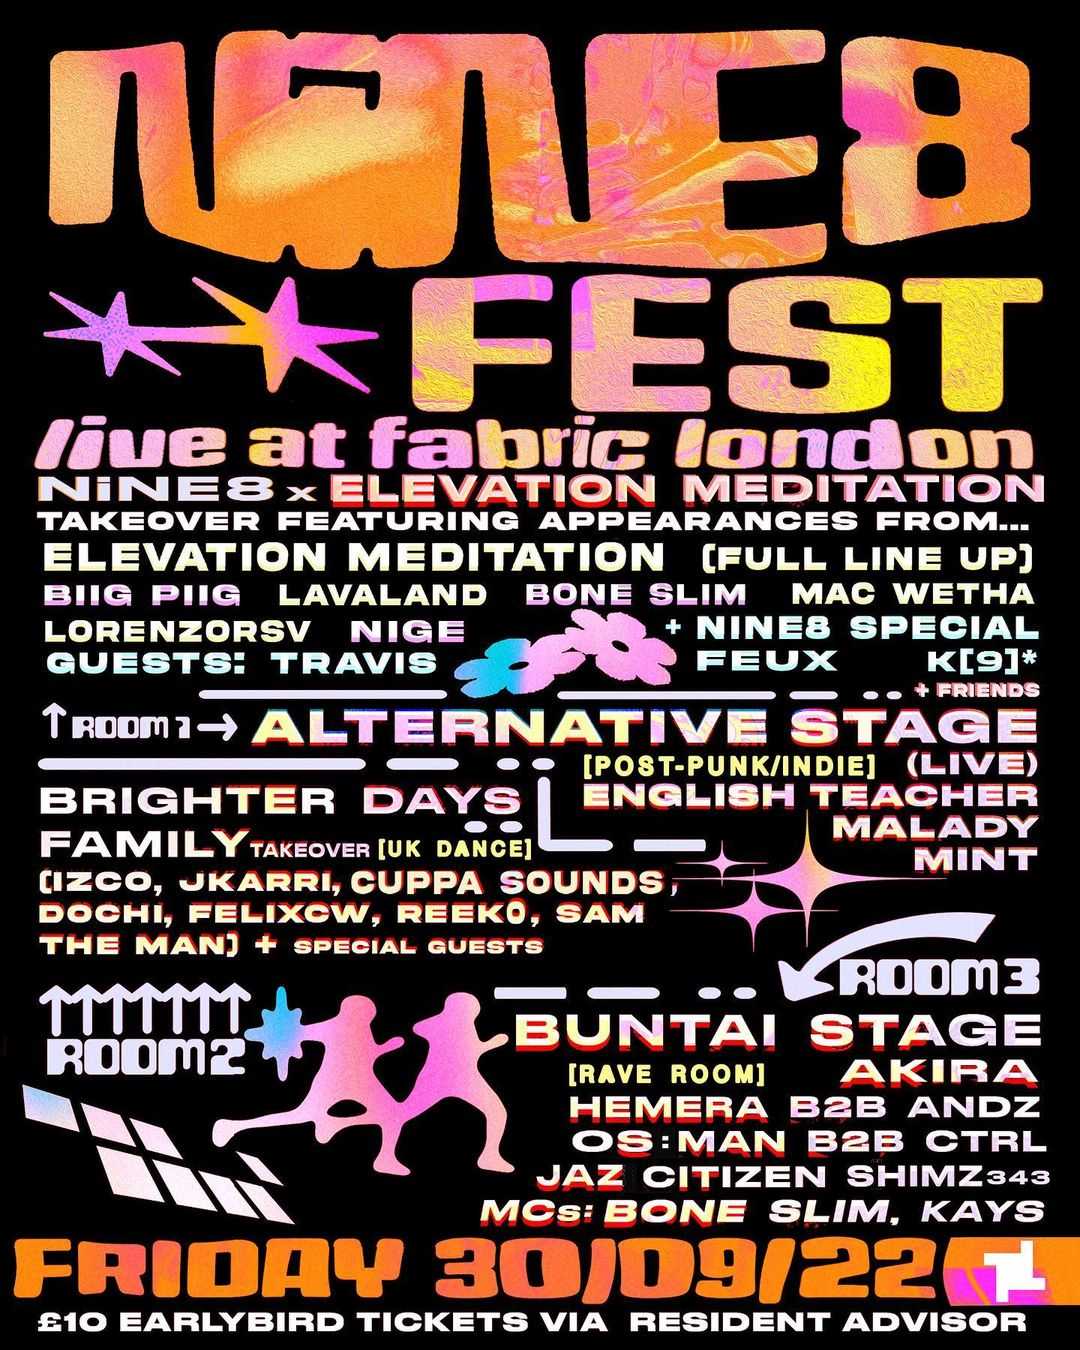 NINE8
FEST
live at fabric london
NiNE8 x ELEVATION MEDITATION
TAKEOVER FEATURING APPEARANCES FROM...
ELEVATION MEDITATION (FULL LINE UP)
BIIG PIIG LAVALAND BONE SLIM MAC WETHA
LORENZORSV NIGE + NINE8 SPECIAL
GUESTS: TRAVIS FEUX K[9]*
+ FRIENDS
↑ ROOM 1 → ALTERNATIVE STAGE
[POST-PUNK/INDIE] (LIVE)
ENGLISH TEACHER
MALADY
MINT
BRIGHTER DAYS
FAMILY TAKEOVER [UK DANCE]
(IZCO, JKARRI, CUPPA SOUNDS,
DOCHI, FELIXCW, REEK0, SAM
THE MAN) + SPECIAL GUESTS
ROOM 2
ROOM 3
BUNTAI STAGE
[RAVE ROOM] AKIRA
HEMERA B2B ANDZ
OS:MAN B2B CTRL
JAZ CITIZEN SHIMZ343
MCs: BONE SLIM, KAYS
FRIDAY 30/09/22
£10 EARLYBIRD TICKETS VIA RESIDENT ADVISOR